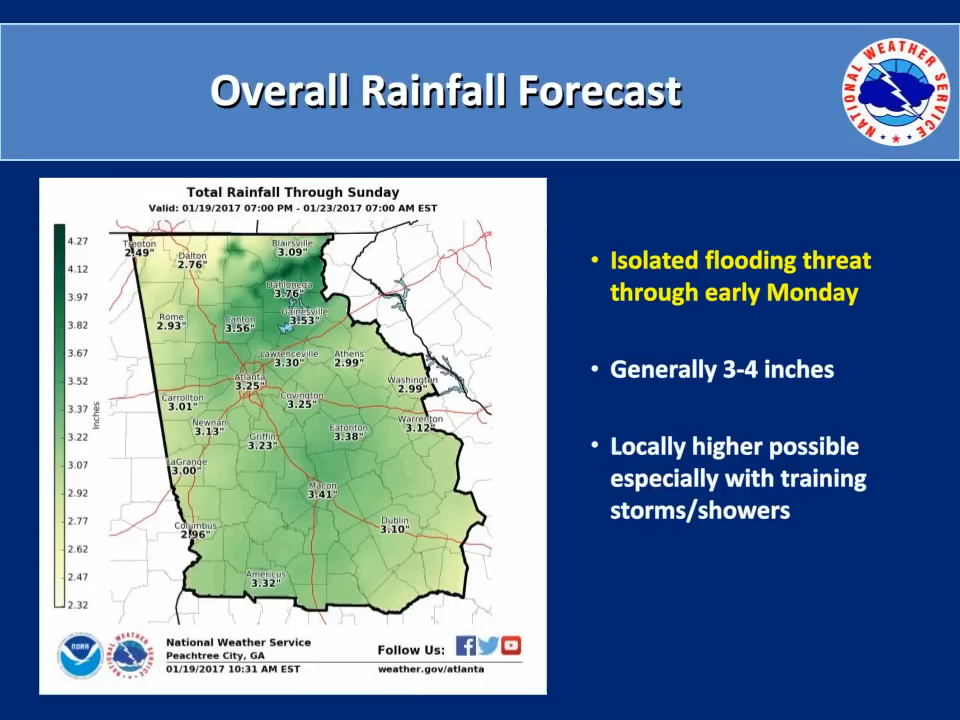 Overall Rainfall Forecast
NATIONAL WEATHER SERVICE
Total Rainfall Through Sunday
Valid: 01/19/2017 07:00 PM - 01/23/2017 07:00 AM EST
4.27
4.12
3.97
3.82
3.67
3.52
3.37
3.22
3.07
2.92
2.77
2.62
2.47
2.32
Inches
Trenton
2.49"
Dalton
2.76"
Blairsville
3.09"
Dahlonega
3.76"
Rome
2.93"
Canton
3.56"
Gainesville
3.53"
Lawrenceville
3.30"
Athens
2.99"
Atlanta
3.25"
Washington
2.99"
Carrollton
3.01"
Covington
3.25"
Newnan
3.13"
Griffin
3.23"
Eatonton
3.38"
Warrenton
3.12"
LaGrange
3.00"
Macon
3.41"
Columbus
2.96"
Dublin
3.10"
Americus
3.32"
NOAA
NATIONAL WEATHER SERVICE
National Weather Service
Peachtree City, GA
01/19/2017 10:31 AM EST
Follow Us:
weather.gov/atlanta
• Isolated flooding threat
through early Monday
• Generally 3-4 inches
• Locally higher possible
especially with training
storms/showers